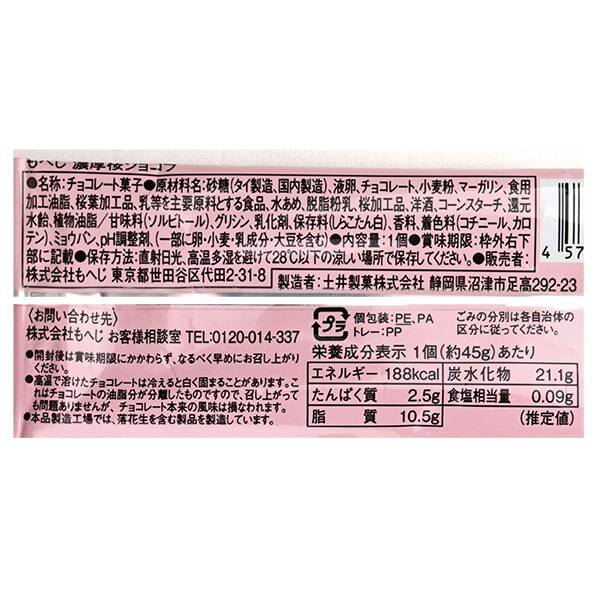 もへじ 濃厚桜ショコラ
●名称:チョコレート菓子●原材料名:砂糖(タイ製造、国内製造)、液卵、チョコレート、小麦粉、マーガリン、食用
加工油脂、桜葉加工品、乳等を主要原料とする食品、水あめ、脱脂粉乳、桜加工品、洋酒、コーンスターチ、還元
水飴、植物油脂/甘味料(ソルビトール)、グリシン、乳化剤、保存料(しらこたん白)、香料、着色料(コチニール、カロ
テン)、ミョウバン、pH調整剤、(一部に卵・小麦・乳成分・大豆を含む)●内容量:1個●賞味期限:枠外右下
部に記載●保存方法:直射日光、高温多湿を避けて28℃以下の涼しい場所で保存してください。●販売者:
株式会社もへじ 東京都世田谷区代田2-31-8
製造者:土井製菓株式会社 静岡県沼津市足高292-23
4 57
〈お問い合わせ先〉
株式会社もへじ お客様相談室 TEL:0120-014-337
●開封後は賞味期限にかかわらず、なるべく早めにお召し上がり
ください。
●高温で溶けたチョコレートは冷えると白く固まることがあります。こ
れはチョコレートの油脂分が分離したものですので、召し上がって
も問題ありませんが、チョコレート本来の風味は損なわれます。
●本品製造工場では、落花生を含む製品を製造しています。
プラ
個包装:PE、PA
トレー:PP
ごみの分別は各自治体の
区分に従ってください。
栄養成分表示 1個(約45g)あたり
エネルギー 188kcal 炭水化物 21.1g
たんぱく質 2.5g 食塩相当量 0.09g
脂質 10.5g (推定値)